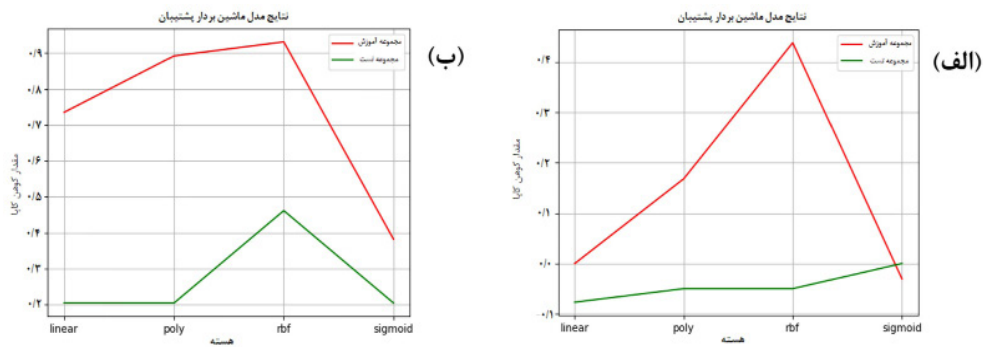 (الف)
نتایج مدل ماشین بردار پشتیبان
مجموعه آموزش
مجموعه تست
مقدار کوهن کاپا
۰/۴
۰/۳
۰/۲
۰/۱
۰/۰
۰/۱
linear poly rbf sigmoid
هسته
(ب)
نتایج مدل ماشین بردار پشتیبان
مجموعه آموزش
مجموعه تست
مقدار کوهن کاپا
۰/۹
۰/۸
۰/۷
۰/۶
۰/۵
۰/۴
۰/۳
۰/۲
linear poly rbf sigmoid
هسته